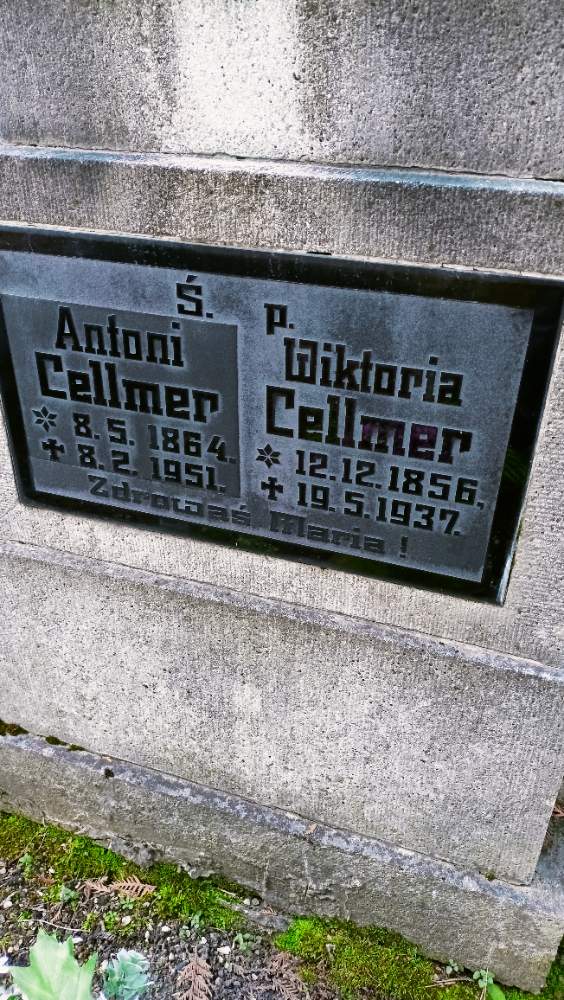 Ś. p.
Antoni
Cellmer
* 8. 5. 1864.
✝ 8. 2. 1951.
Wiktoria
Cellmer
* 12.12.1856,
✝ 19.5.1937.
Zdrowaś Maria !